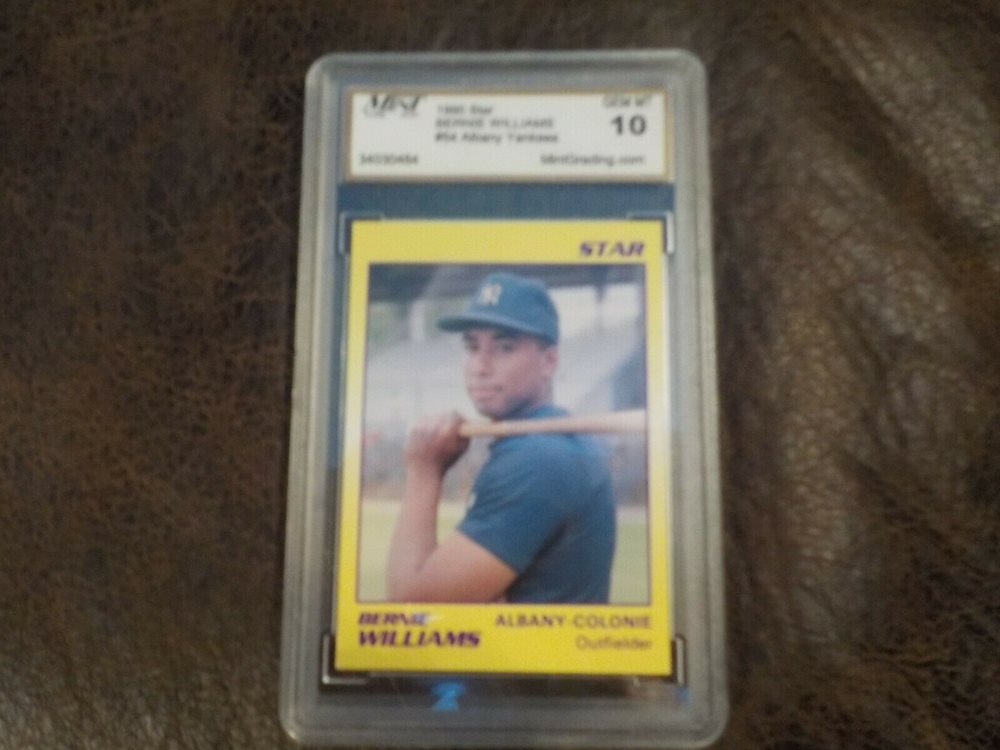 MINT
1990 Star
GEM MT
BERNIE WILLIAMS
10
#54 Albany Yankees
MintGrading.com
STAR
NY
BERNIE
WILLIAMS
ALBANY-COLONIE
Outfielder